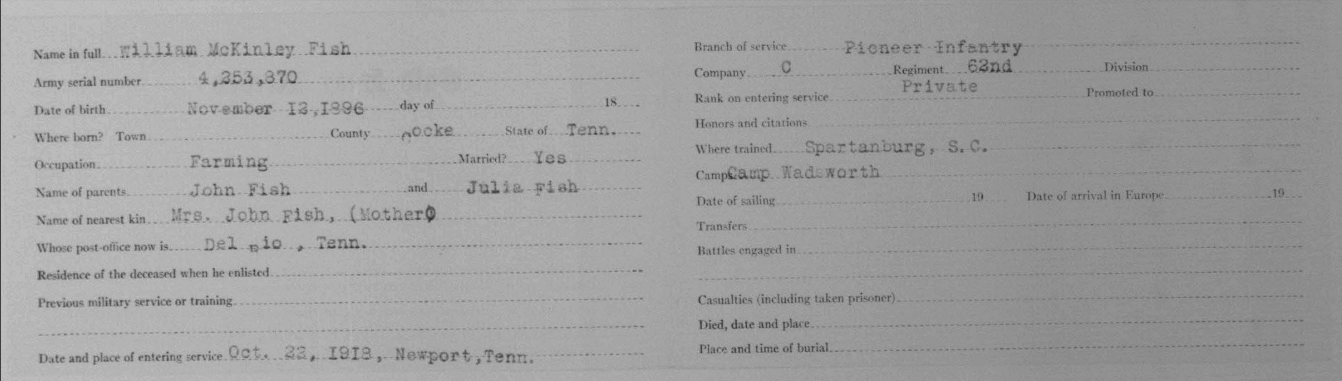 Name in full William McKinley Fish
Army serial number 4,253,870
Date of birth November 13,1896 day of 18
Where born? Town County Cocke State of Tenn.
Occupation Farming Married? Yes
Name of parents John Fish and Julia Fish
Name of nearest kin Mrs. John Fish, (Mother)
Whose post-office now is Del Rio, Tenn.
Residence of the deceased when he enlisted
Previous military service or training
Date and place of entering service Oct. 22, 1918, Newport,Tenn.
Branch of service Pioneer Infantry
Company C Regiment 62nd Division
Rank on entering service Private Promoted to
Honors and citations
Where trained Spartanburg, S.C.
Camp Camp Wadsworth
Date of sailing 19 Date of arrival in Europe 19
Transfers
Battles engaged in
Casualties (including taken prisoner)
Died, date and place
Place and time of burial